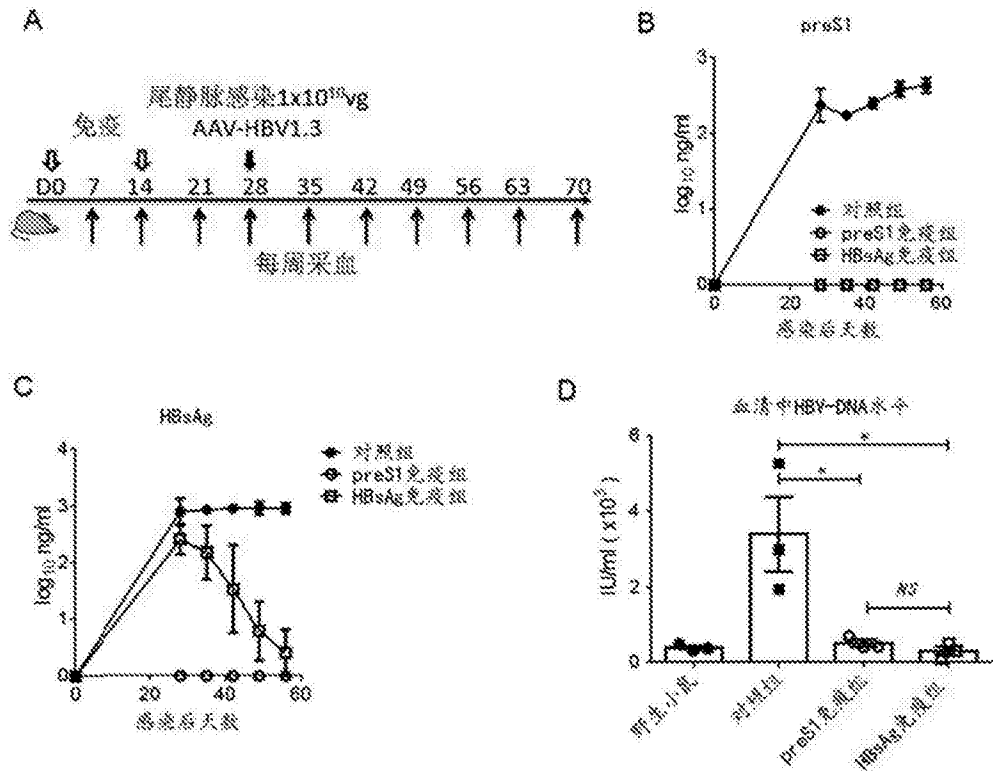 A
尾静脉感染1x10¹⁰vg
免疫
AAV-HBV1.3
D0 7 14 21 28 35 42 49 56 63 70
每周采血
B
preS1
3
2
1
0
log₁₀ ng/ml
对照组
preS1免疫组
HBsAg免疫组
0 20 40 60
感染后天数
C
HBsAg
4
3
2
1
0
log₁₀ ng/ml
对照组
preS1免疫组
HBsAg免疫组
0 20 40 60
感染后天数
D
血清中HBV-DNA水平
6
4
2
0
IU/ml (x10⁵)
*
*
NS
野生小鼠
对照组
preS1免疫组
HBsAg免疫组